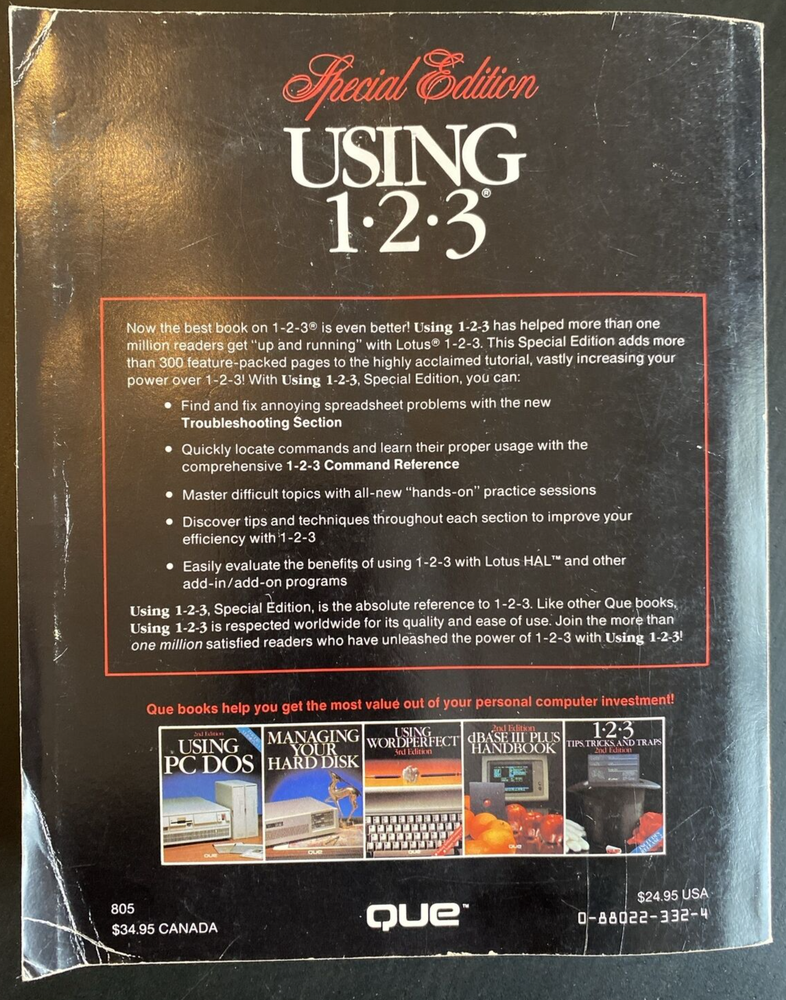 Special Edition
USING
1·2·3®
Now the best book on 1-2-3® is even better! Using 1-2-3 has helped more than one
million readers get "up and running" with Lotus® 1-2-3. This Special Edition adds more
than 300 feature-packed pages to the highly acclaimed tutorial, vastly increasing your
power over 1-2-3! With Using 1-2-3, Special Edition, you can:
• Find and fix annoying spreadsheet problems with the new
Troubleshooting Section
• Quickly locate commands and learn their proper usage with the
comprehensive 1-2-3 Command Reference
• Master difficult topics with all-new "hands-on" practice sessions
• Discover tips and techniques throughout each section to improve your
efficiency with 1-2-3
• Easily evaluate the benefits of using 1-2-3 with Lotus HAL™ and other
add-in/add-on programs
Using 1-2-3, Special Edition, is the absolute reference to 1-2-3. Like other Que books,
Using 1-2-3 is respected worldwide for its quality and ease of use. Join the more than
one million satisfied readers who have unleashed the power of 1-2-3 with Using 1-2-3!
Que books help you get the most value out of your personal computer investment!
2nd Edition
USING
PC DOS
QUE
MANAGING
YOUR
HARD DISK
QUE
USING
WORDPERFECT
3rd Edition
QUE
2nd Edition
dBASE III PLUS
HANDBOOK
QUE
1·2·3
TIPS, TRICKS, AND TRAPS
2nd Edition
QUE
805
$34.95 CANADA
QUE™
$24.95 USA
0-88022-332-4